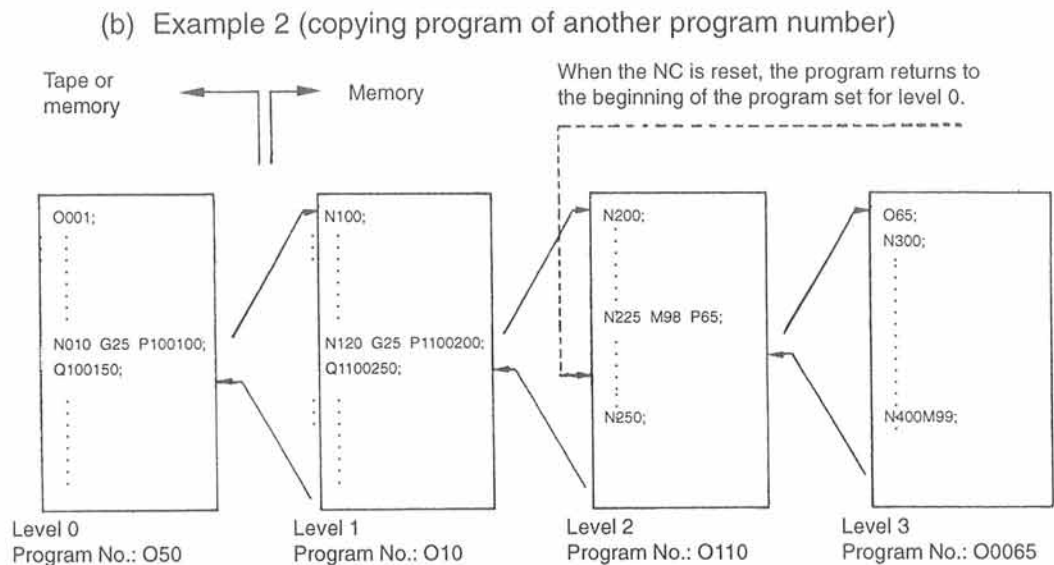 (b) Example 2 (copying program of another program number)
Tape or
memory
Memory
When the NC is reset, the program returns to
the beginning of the program set for level 0.
O001;
N010 G25 P100100;
Q100150;
Level 0
Program No.: O50
N100;
N120 G25 P1100200;
Q1100250;
Level 1
Program No.: O10
N200;
N225 M98 P65;
N250;
Level 2
Program No.: O110
O65;
N300;
N400M99;
Level 3
Program No.: O0065